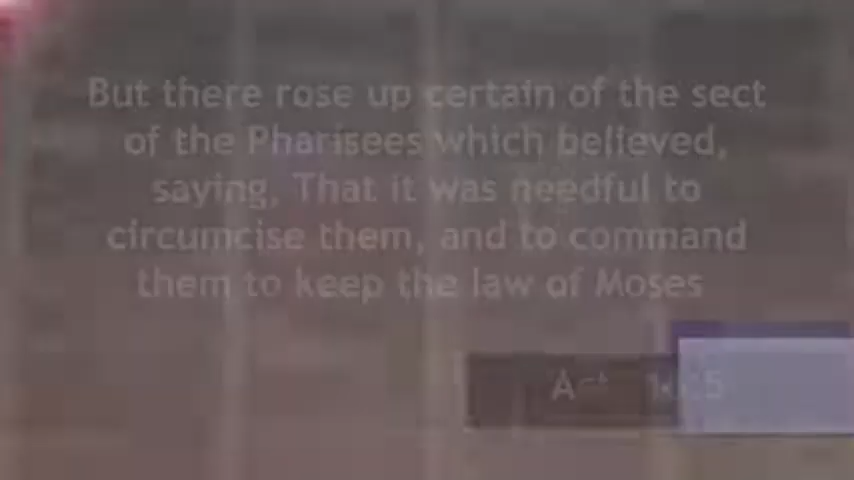 But there rose up certain of the sect
of the Pharisees which believed,
saying, That it was needful to
circumcise them, and to command
them to keep the law of Moses